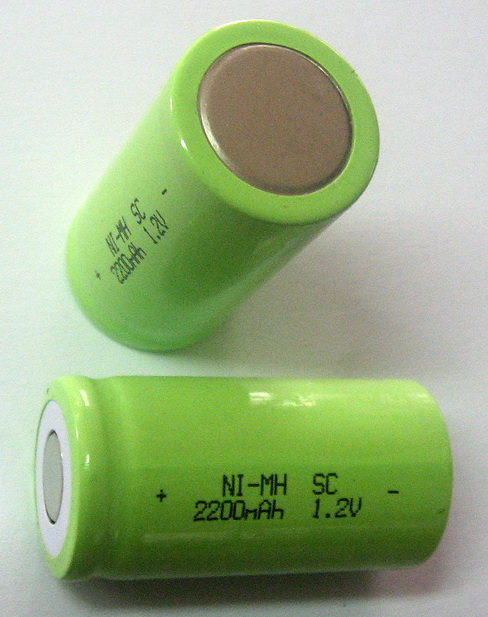 NI-MH SC -
+ 2200mAh 1.2V
+ NI-MH SC -
2200mAh 1.2V